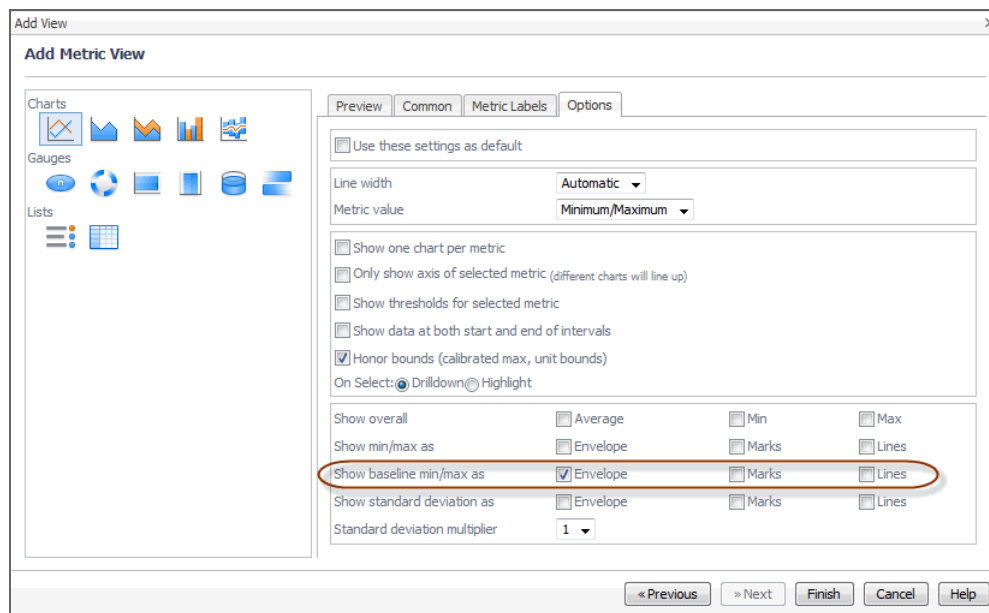 Add View
Add Metric View
Charts
Gauges
n
Lists
Preview Common Metric Labels Options
Use these settings as default
Line width Automatic
Metric value Minimum/Maximum
Show one chart per metric
Only show axis of selected metric (different charts will line up)
Show thresholds for selected metric
Show data at both start and end of intervals
Honor bounds (calibrated max, unit bounds)
On Select: Drilldown Highlight
Show overall Average Min Max
Show min/max as Envelope Marks Lines
Show baseline min/max as Envelope Marks Lines
Show standard deviation as Envelope Marks Lines
Standard deviation multiplier 1
« Previous » Next Finish Cancel Help